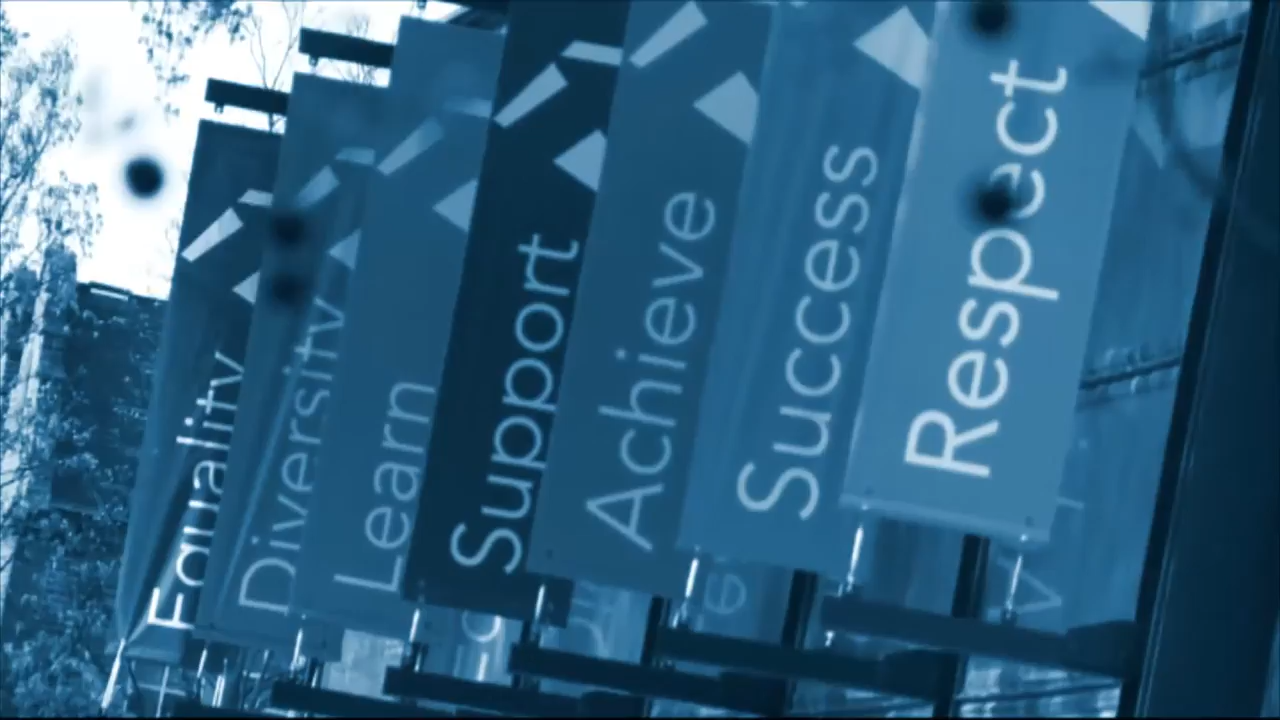 Equality
Diversity
Learn
Support
Achieve
Success
Respect